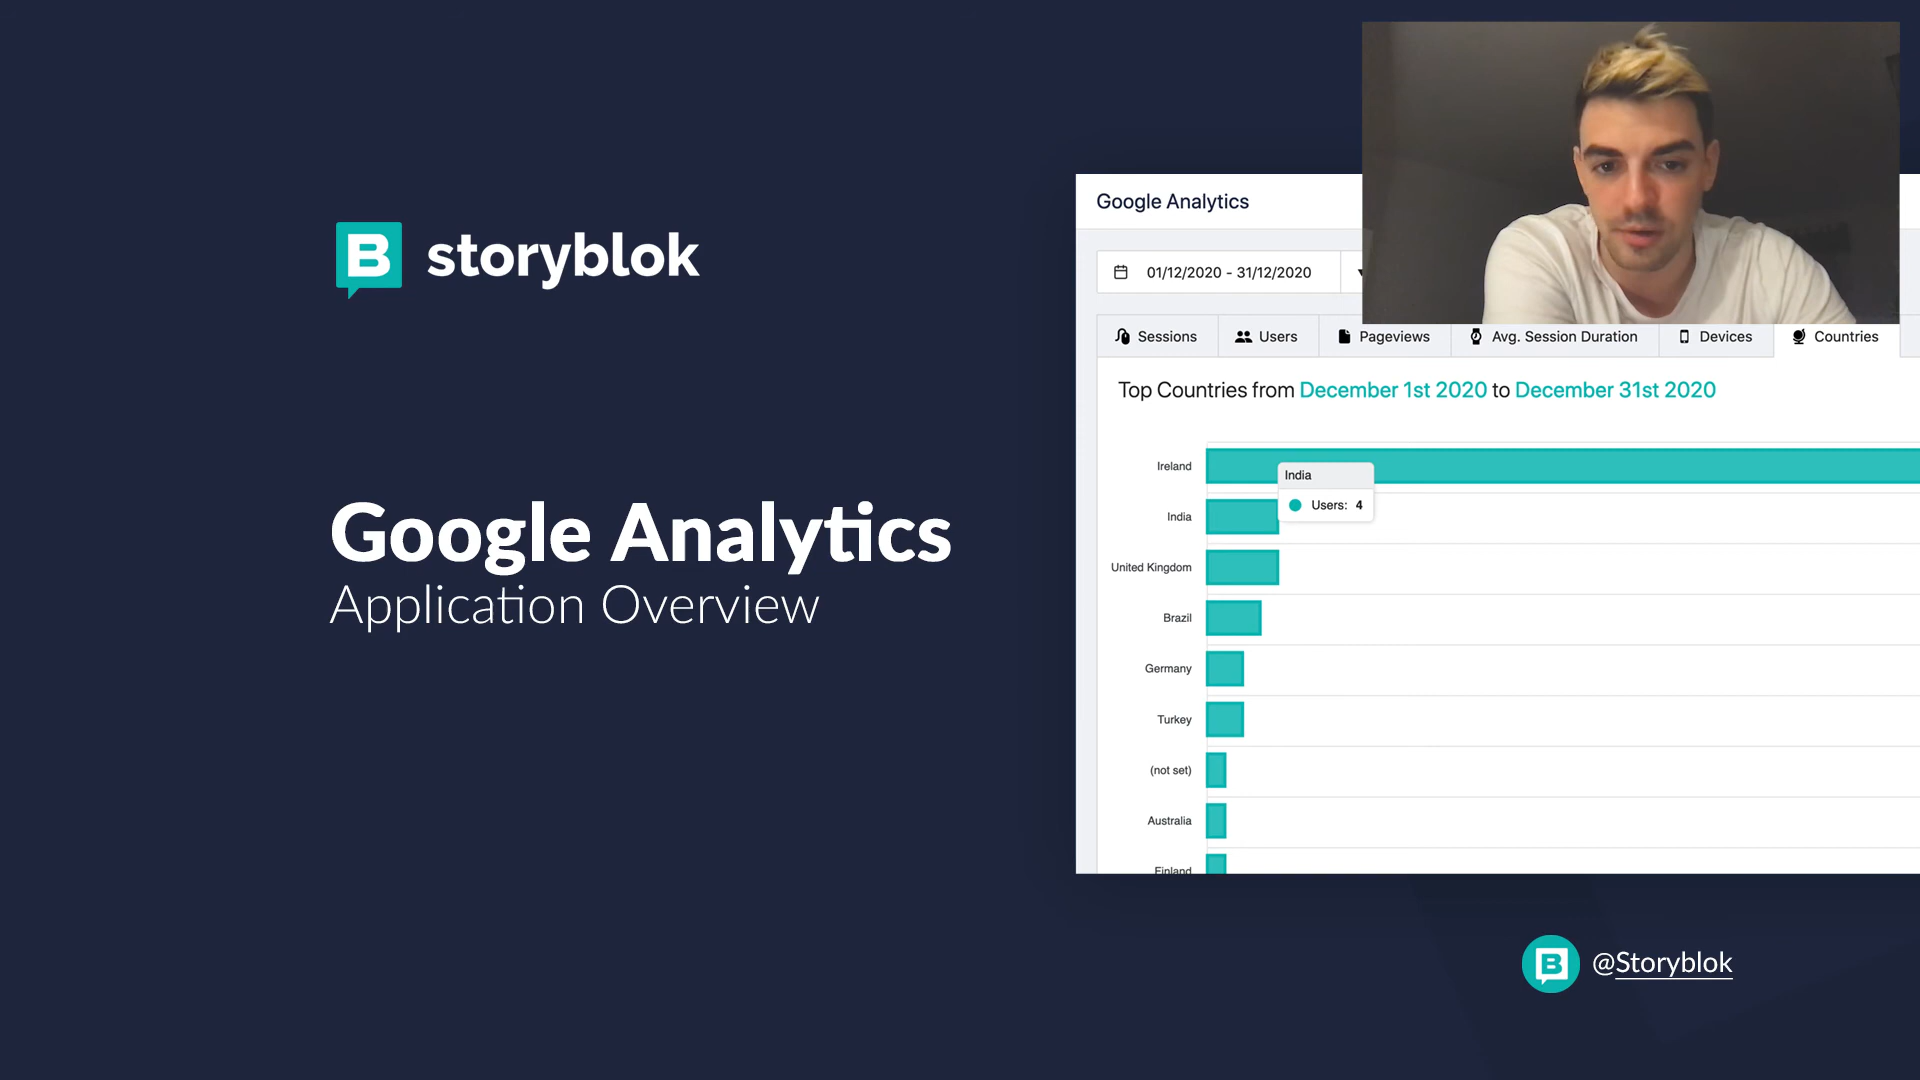 B storyblok
Google Analytics
Application Overview
Google Analytics
01/12/2020 - 31/12/2020
Sessions Users Pageviews Avg. Session Duration Devices Countries
Top Countries from December 1st 2020 to December 31st 2020
Ireland
India
Users: 4
India
United Kingdom
Brazil
Germany
Turkey
(not set)
Australia
Finland
B @Storyblok